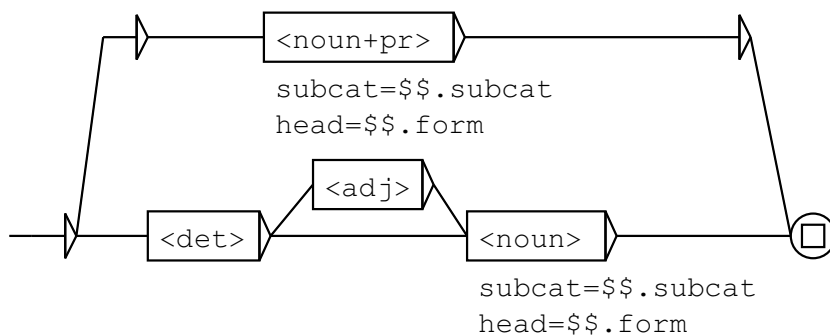 <noun+pr>
subcat=$$.subcat
head=$$.form
<adj>
<det>
<noun>
subcat=$$.subcat
head=$$.form